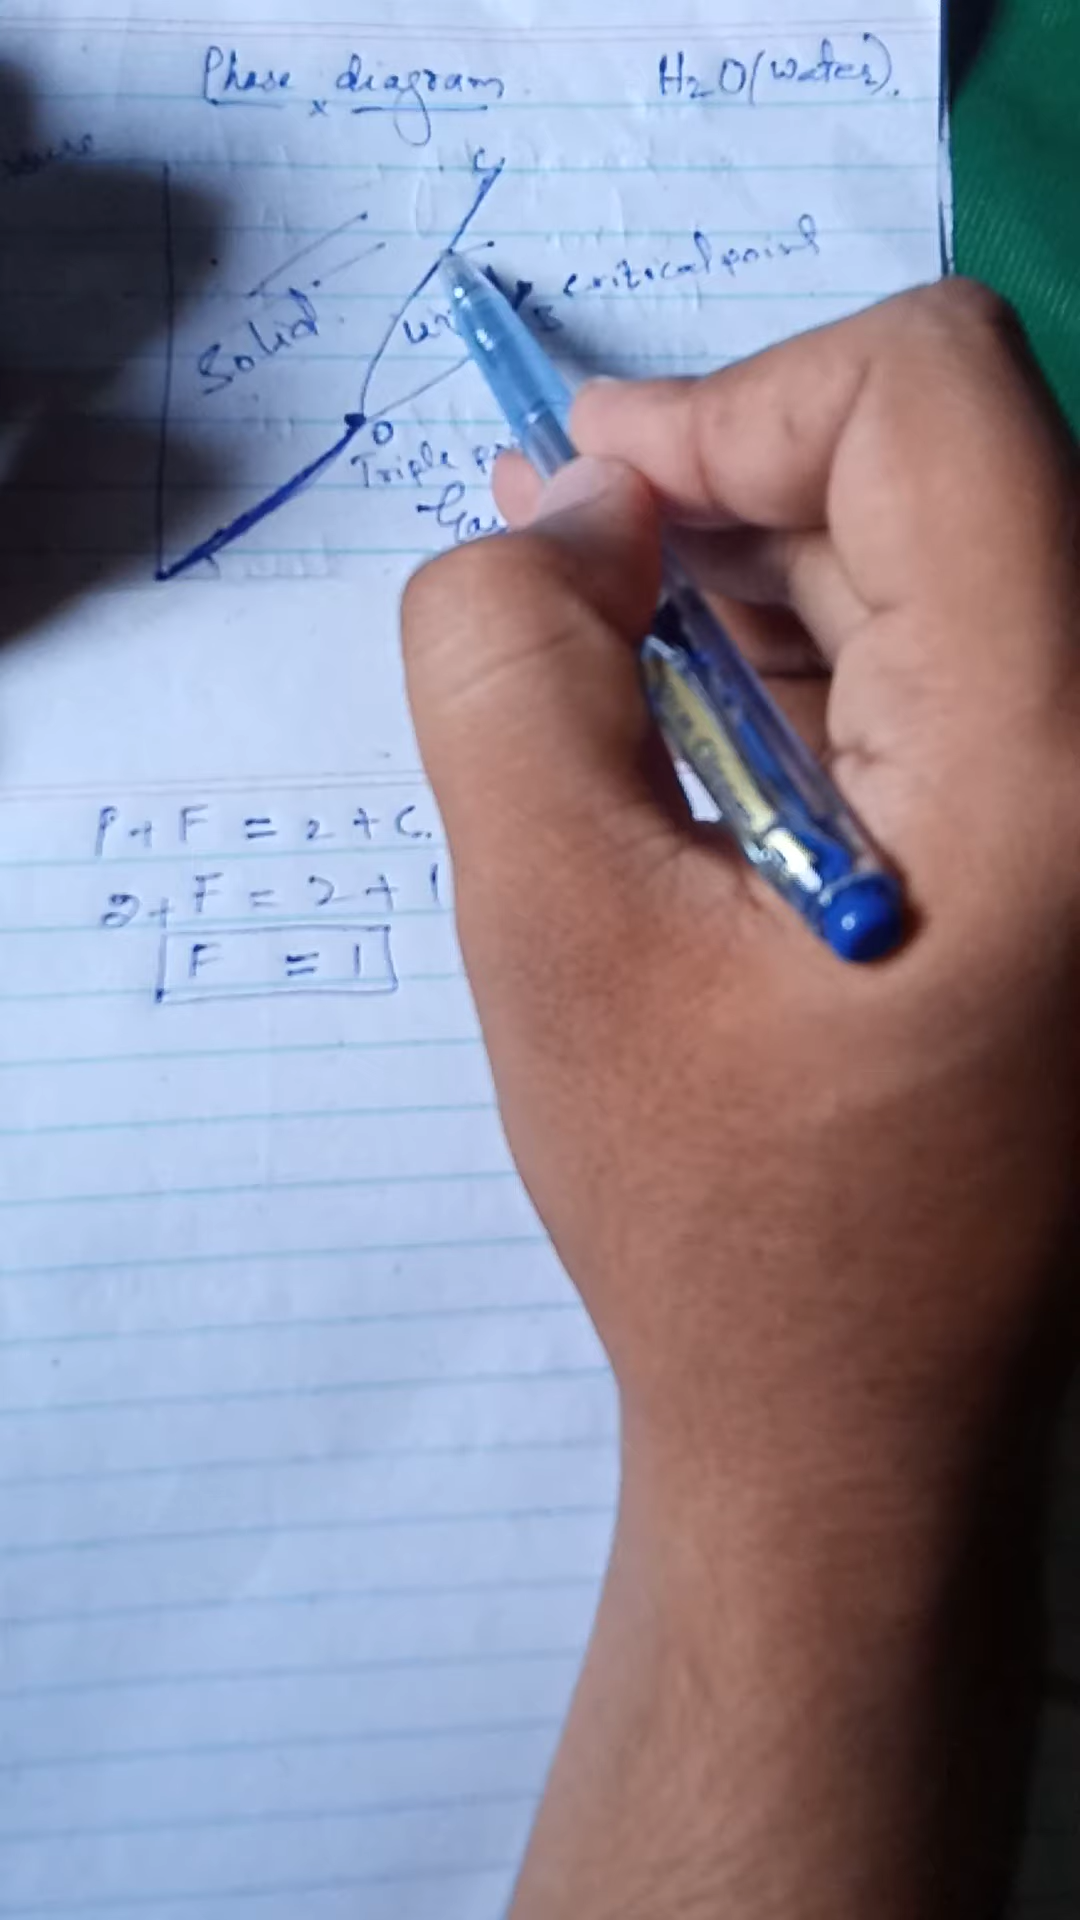 Phase diagram. H2O(water).
C
critical point
Solid.
O
Triple
P+F = 2+C.
2+F = 2+1
F = 1